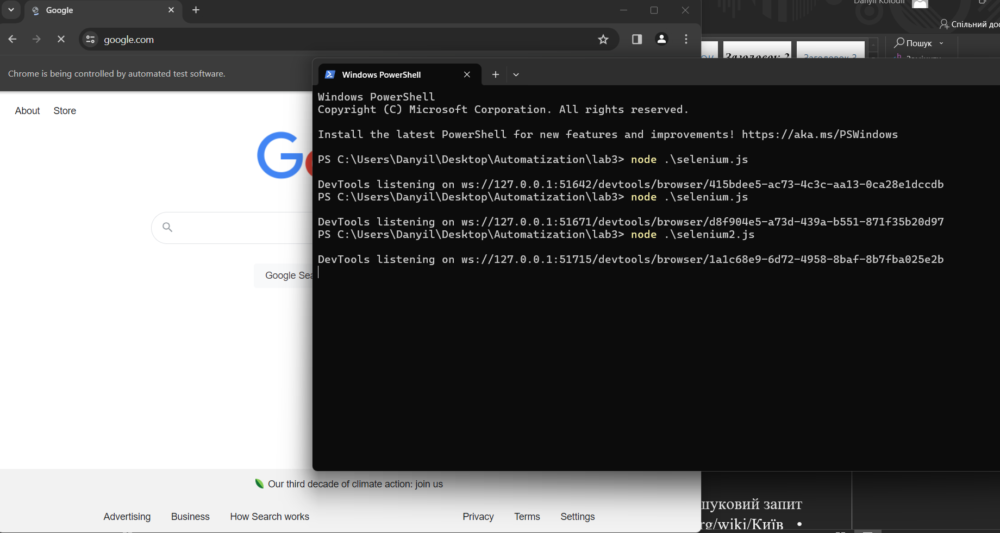 Google
google.com
Chrome is being controlled by automated test software.
About Store
Google
Our third decade of climate action: join us
Advertising Business How Search works Privacy Terms Settings
Danyil Kolodii
Спільний
Пошук
Заголовок 2
Заголовок 3
Windows PowerShell
Windows PowerShell
Copyright (C) Microsoft Corporation. All rights reserved.
Install the latest PowerShell for new features and improvements! https://aka.ms/PSWindows
PS C:\Users\Danyil\Desktop\Automatization\lab3> node .\selenium.js
DevTools listening on ws://127.0.0.1:51642/devtools/browser/415bdee5-ac73-4c3c-aa13-0ca28e1dccdb
PS C:\Users\Danyil\Desktop\Automatization\lab3> node .\selenium.js
DevTools listening on ws://127.0.0.1:51671/devtools/browser/d8f904e5-a73d-439a-b551-871f35b20d97
PS C:\Users\Danyil\Desktop\Automatization\lab3> node .\selenium2.js
DevTools listening on ws://127.0.0.1:51715/devtools/browser/1a1c68e9-6d72-4958-8baf-8b7fba025e2b
шуковий запит
rg/wiki/Київ •